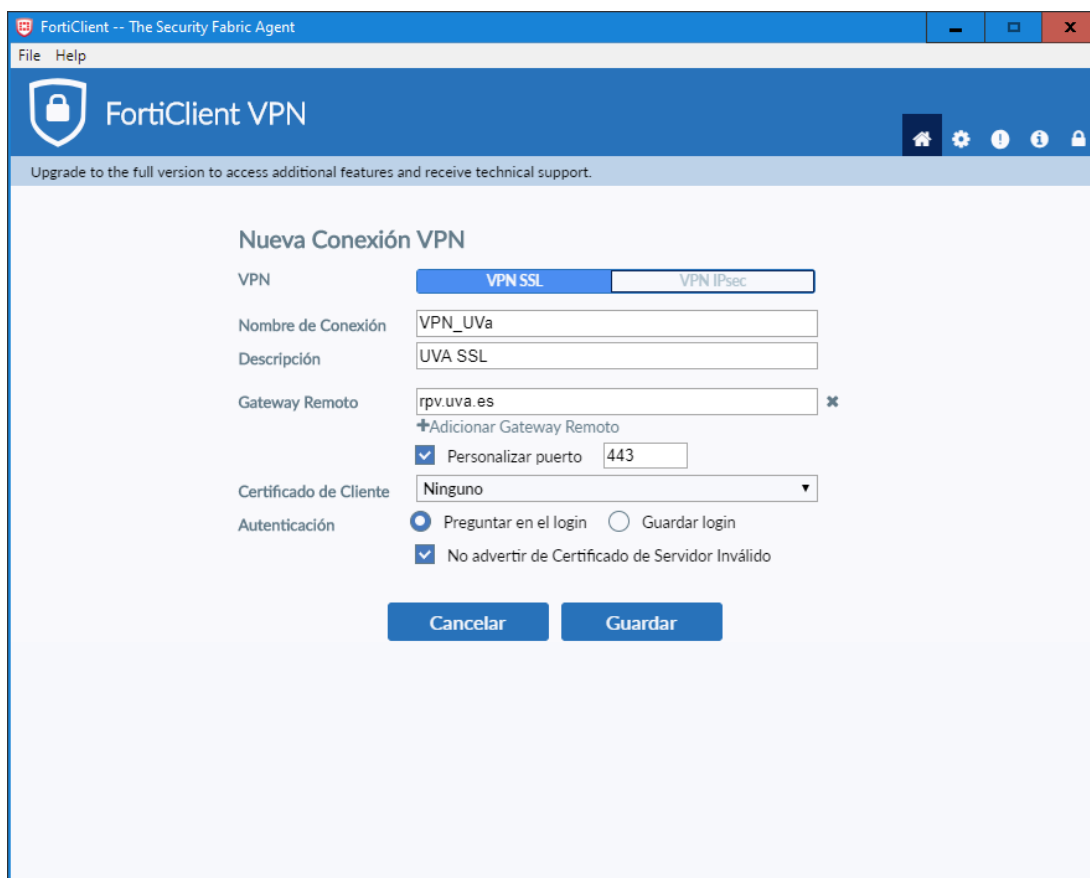 FortiClient -- The Security Fabric Agent
File Help
FortiClient VPN
Upgrade to the full version to access additional features and receive technical support.
Nueva Conexión VPN
VPN VPN SSL VPN IPsec
Nombre de Conexión VPN_UVa
Descripción UVA SSL
Gateway Remoto rpv.uva.es
+Adicionar Gateway Remoto
Personalizar puerto 443
Certificado de Cliente Ninguno
Autenticación Preguntar en el login Guardar login
No advertir de Certificado de Servidor Inválido
Cancelar Guardar